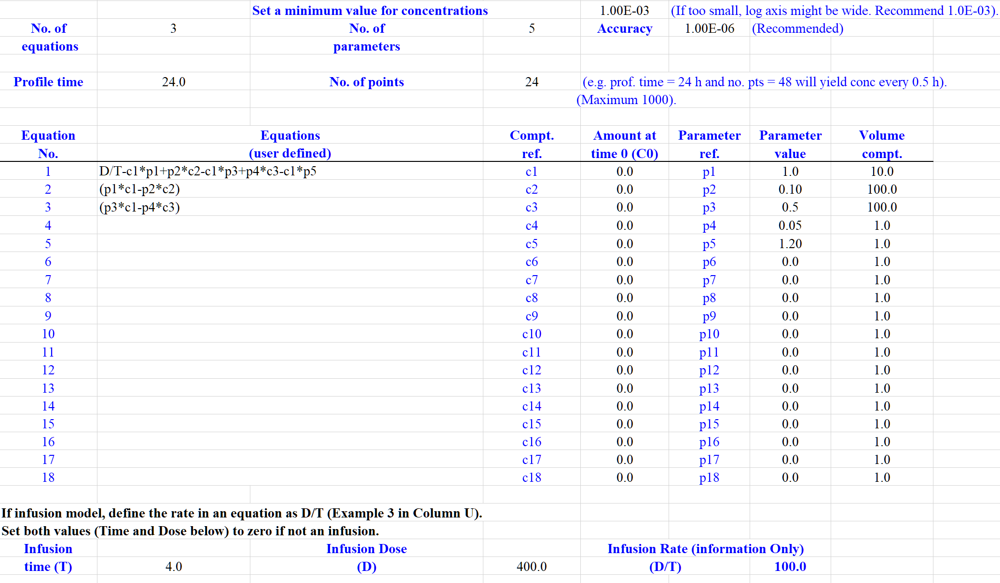 Set a minimum value for concentrations 1.00E-03 (If too small, log axis might be wide. Recommend 1.0E-03).
No. of 3 No. of 5 Accuracy 1.00E-06 (Recommended)
equations parameters
Profile time 24.0 No. of points 24 (e.g. prof. time = 24 h and no. pts = 48 will yield conc every 0.5 h).
(Maximum 1000).
Equation Equations Compt. Amount at Parameter Parameter Volume
No. (user defined) ref. time 0 (C0) ref. value compt.
1 D/T-c1*p1+p2*c2-c1*p3+p4*c3-c1*p5 c1 0.0 p1 1.0 10.0
2 (p1*c1-p2*c2) c2 0.0 p2 0.10 100.0
3 (p3*c1-p4*c3) c3 0.0 p3 0.5 100.0
4 c4 0.0 p4 0.05 1.0
5 c5 0.0 p5 1.20 1.0
6 c6 0.0 p6 0.0 1.0
7 c7 0.0 p7 0.0 1.0
8 c8 0.0 p8 0.0 1.0
9 c9 0.0 p9 0.0 1.0
10 c10 0.0 p10 0.0 1.0
11 c11 0.0 p11 0.0 1.0
12 c12 0.0 p12 0.0 1.0
13 c13 0.0 p13 0.0 1.0
14 c14 0.0 p14 0.0 1.0
15 c15 0.0 p15 0.0 1.0
16 c16 0.0 p16 0.0 1.0
17 c17 0.0 p17 0.0 1.0
18 c18 0.0 p18 0.0 1.0
If infusion model, define the rate in an equation as D/T (Example 3 in Column U).
Set both values (Time and Dose below) to zero if not an infusion.
Infusion Infusion Dose Infusion Rate (information Only)
time (T) 4.0 (D) 400.0 (D/T) 100.0